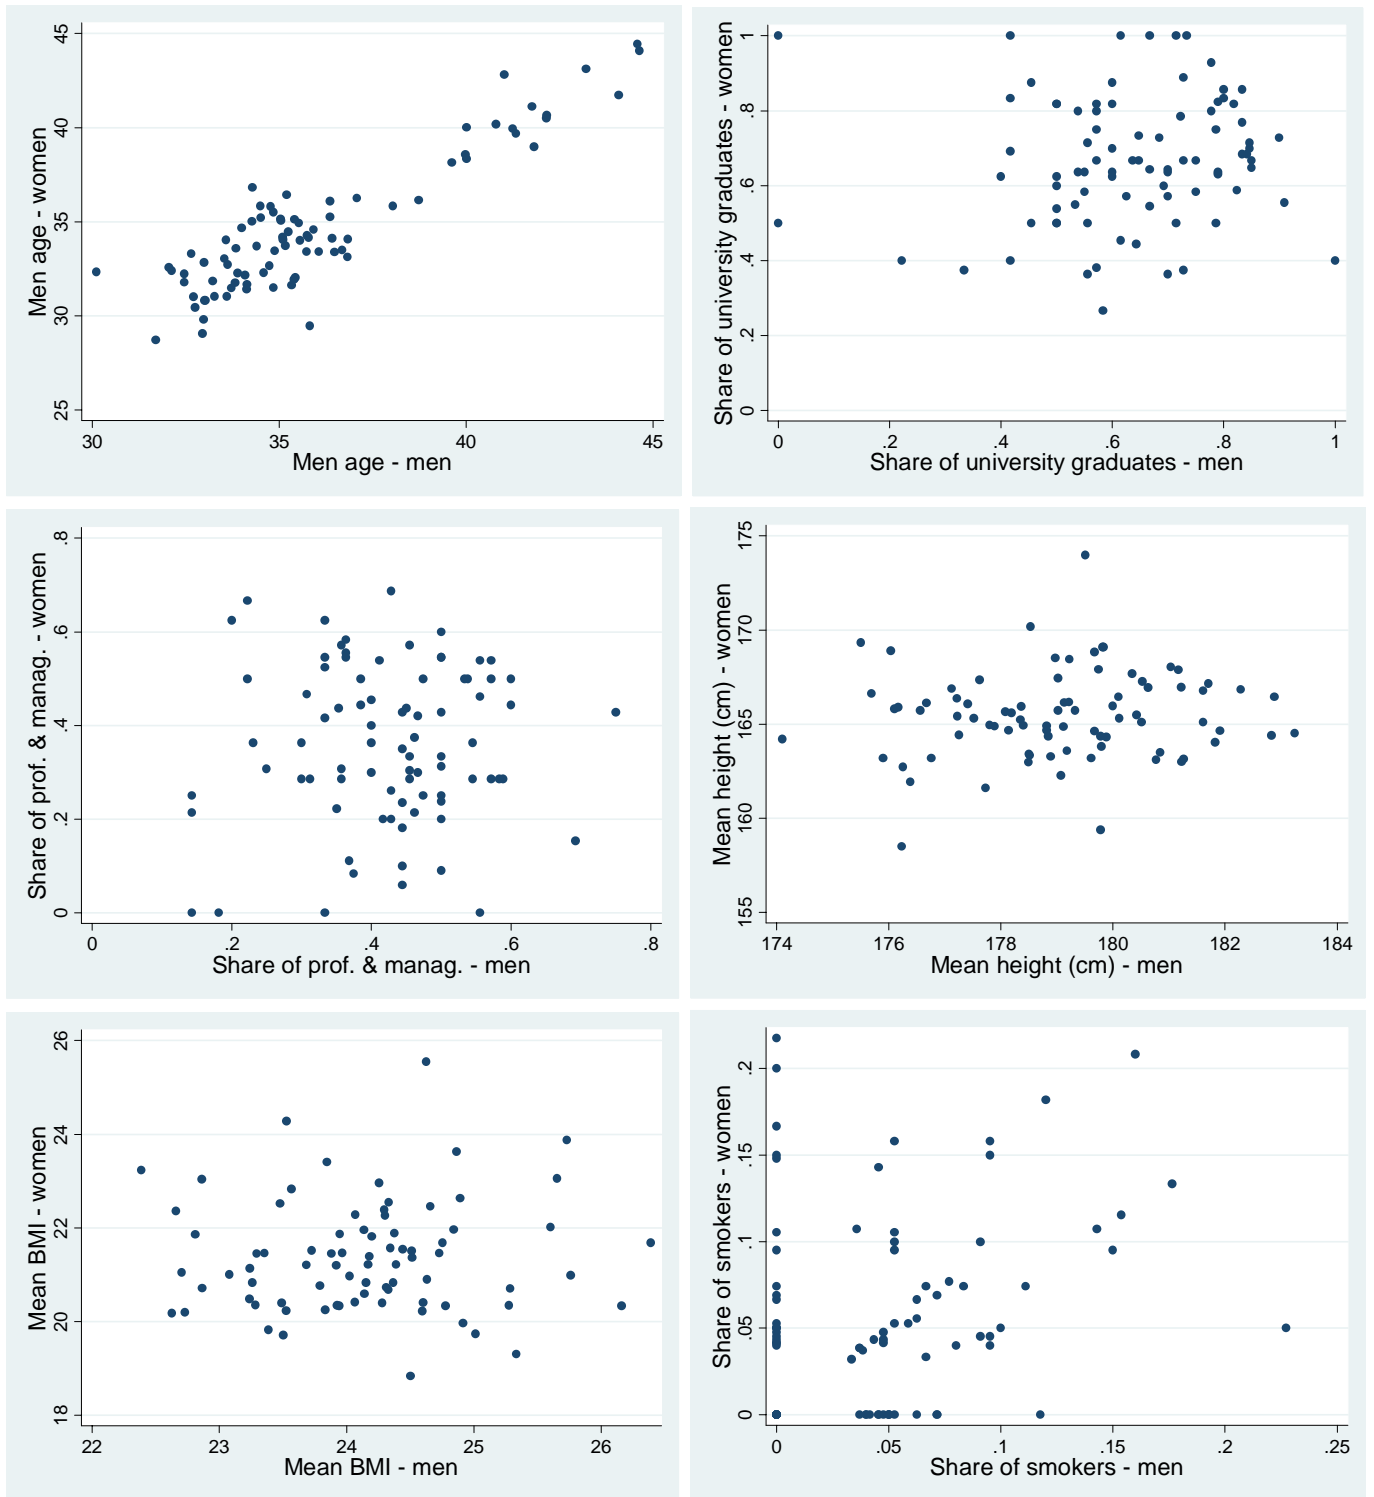 Men age - women
45
40
35
30
25
30 35 40 45
Men age - men
Share of university graduates - women
1
.8
.6
.4
.2
0
0 .2 .4 .6 .8 1
Share of university graduates - men
Share of prof. & manag. - women
.8
.6
.4
.2
0
0 .2 .4 .6 .8
Share of prof. & manag. - men
Mean height (cm) - women
175
170
165
160
155
174 176 178 180 182 184
Mean height (cm) - men
Mean BMI - women
26
24
22
20
18
22 23 24 25 26
Mean BMI - men
Share of smokers - women
.2
.15
.1
.05
0
0 .05 .1 .15 .2 .25
Share of smokers - men